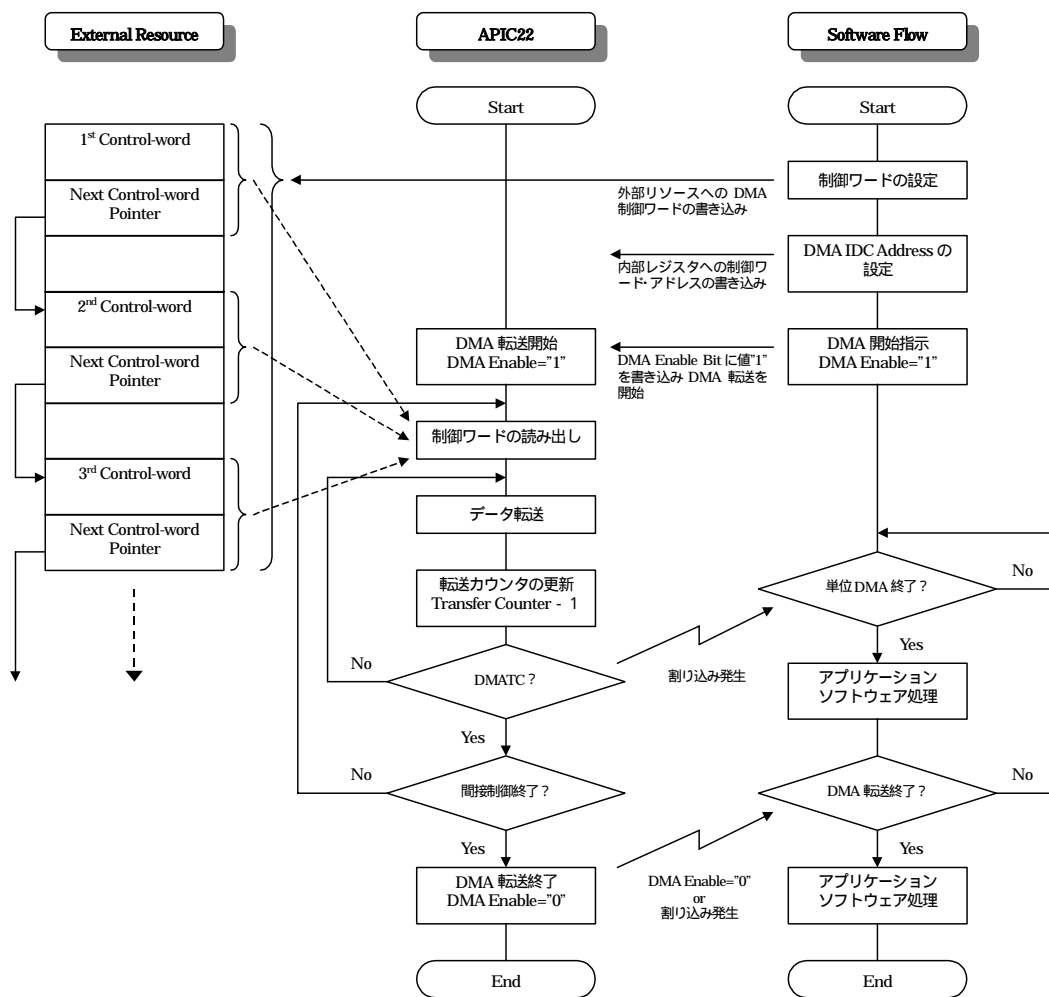 External Resource
APIC22
Software Flow
Start
Start
1st Control-word
Next Control-word
Pointer
2nd Control-word
Next Control-word
Pointer
3rd Control-word
Next Control-word
Pointer
制御ワードの設定
外部リソースへの DMA
制御ワードの書き込み
DMA IDC Address の
設定
内部レジスタへの制御ワ
ード・アドレスの書き込み
DMA 転送開始
DMA Enable="1"
DMA 開始指示
DMA Enable="1"
DMA Enable Bit に値"1"
を書き込み DMA 転送を
開始
制御ワードの読み出し
データ転送
転送カウンタの更新
Transfer Counter - 1
単位 DMA 終了？
No
Yes
No
DMATC？
割り込み発生
アプリケーション
ソフトウェア処理
Yes
No
間接制御終了？
DMA 転送終了？
No
Yes
Yes
DMA 転送終了
DMA Enable="0"
DMA Enable="0"
or
割り込み発生
アプリケーション
ソフトウェア処理
End
End